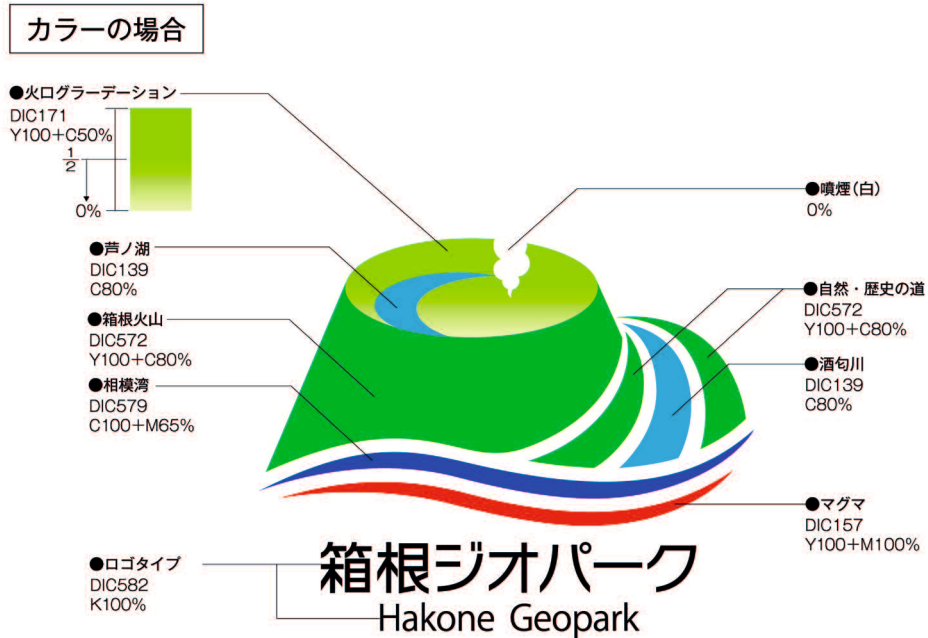 カラーの場合
●火口グラーデーション
DIC171
Y100+C50%
1
2
0%
●噴煙(白)
0%
●芦ノ湖
DIC139
C80%
●箱根火山
DIC572
Y100+C80%
●相模湾
DIC579
C100+M65%
●自然・歴史の道
DIC572
Y100+C80%
●酒匂川
DIC139
C80%
●マグマ
DIC157
Y100+M100%
●ロゴタイプ
DIC582
K100%
箱根ジオパーク
Hakone Geopark